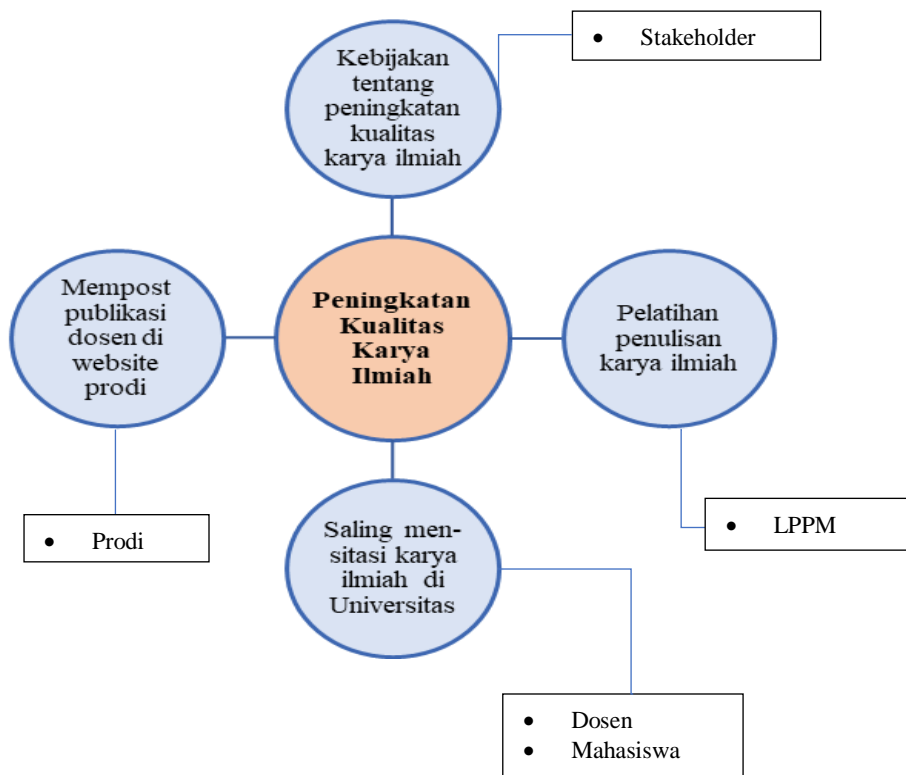 Kebijakan
tentang
peningkatan
kualitas
karya ilmiah
• Stakeholder
Mempost
publikasi
dosen di
website
prodi
Peningkatan
Kualitas
Karya
Ilmiah
Pelatihan
penulisan
karya ilmiah
• Prodi
Saling men-
sitasi karya
ilmiah di
Universitas
• LPPM
• Dosen
• Mahasiswa